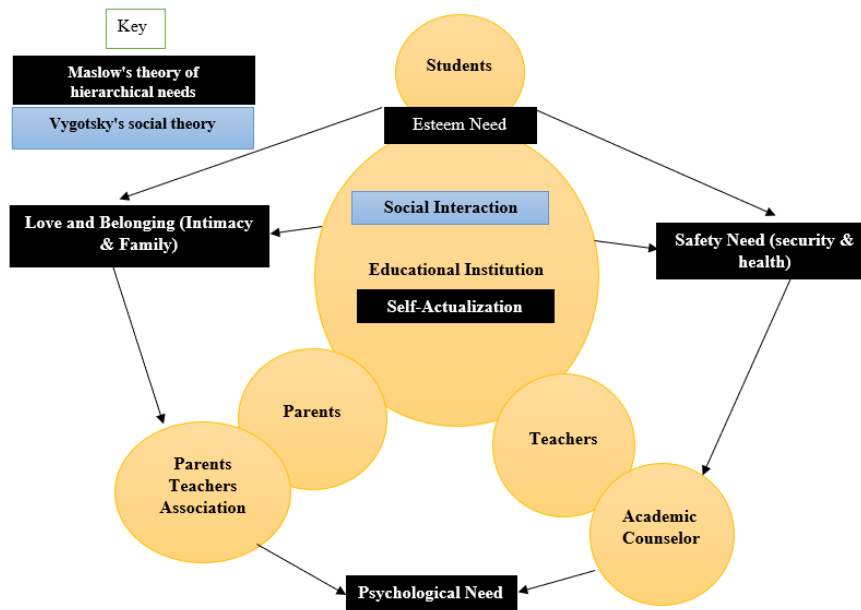 Key
Maslow's theory of
hierarchical needs
Vygotsky's social theory
Students
Esteem Need
Social Interaction
Love and Belonging (Intimacy
& Family)
Safety Need (security &
health)
Educational Institution
Self-Actualization
Parents
Teachers
Parents
Teachers
Association
Academic
Counselor
Psychological Need